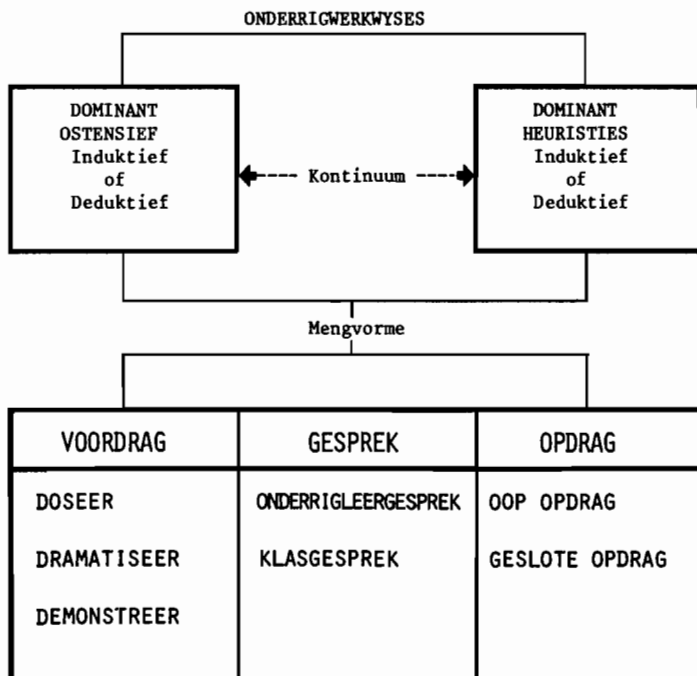 ONDERRIGWERKWYSES
DOMINANT
OSTENSIEF
Induktief
of
Deduktief
Kontinuum
DOMINANT
HEURISTIES
Induktief
of
Deduktief
Mengvorme
VOORDRAG
GESPREK
OPDRAG
DOSEER
ONDERRIGLEERGESPREK
OOP OPDRAG
DRAMATISEER
KLASGESPREK
GESLOTE OPDRAG
DEMONSTREER